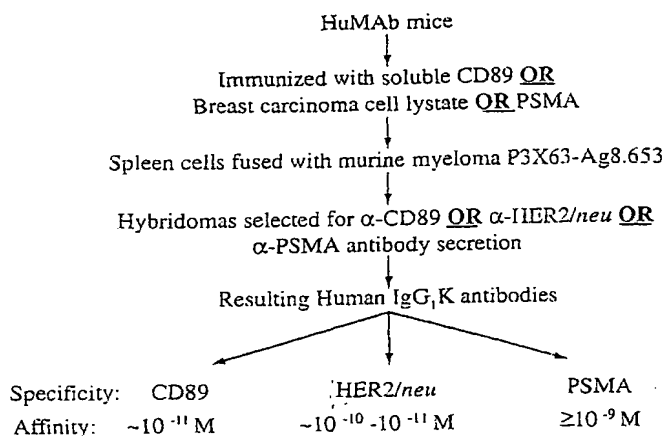 HuMAb mice
Immunized with soluble CD89 OR
Breast carcinoma cell lystate OR PSMA
Spleen cells fused with murine myeloma P3X63-Ag8.653
Hybridomas selected for α-CD89 OR α-HER2/neu OR
α-PSMA antibody secretion
Resulting Human IgG₁K antibodies
Specificity: CD89 HER2/neu PSMA
Affinity: ~10⁻¹¹ M ~10⁻¹⁰-10⁻¹¹ M ≥10⁻⁹ M